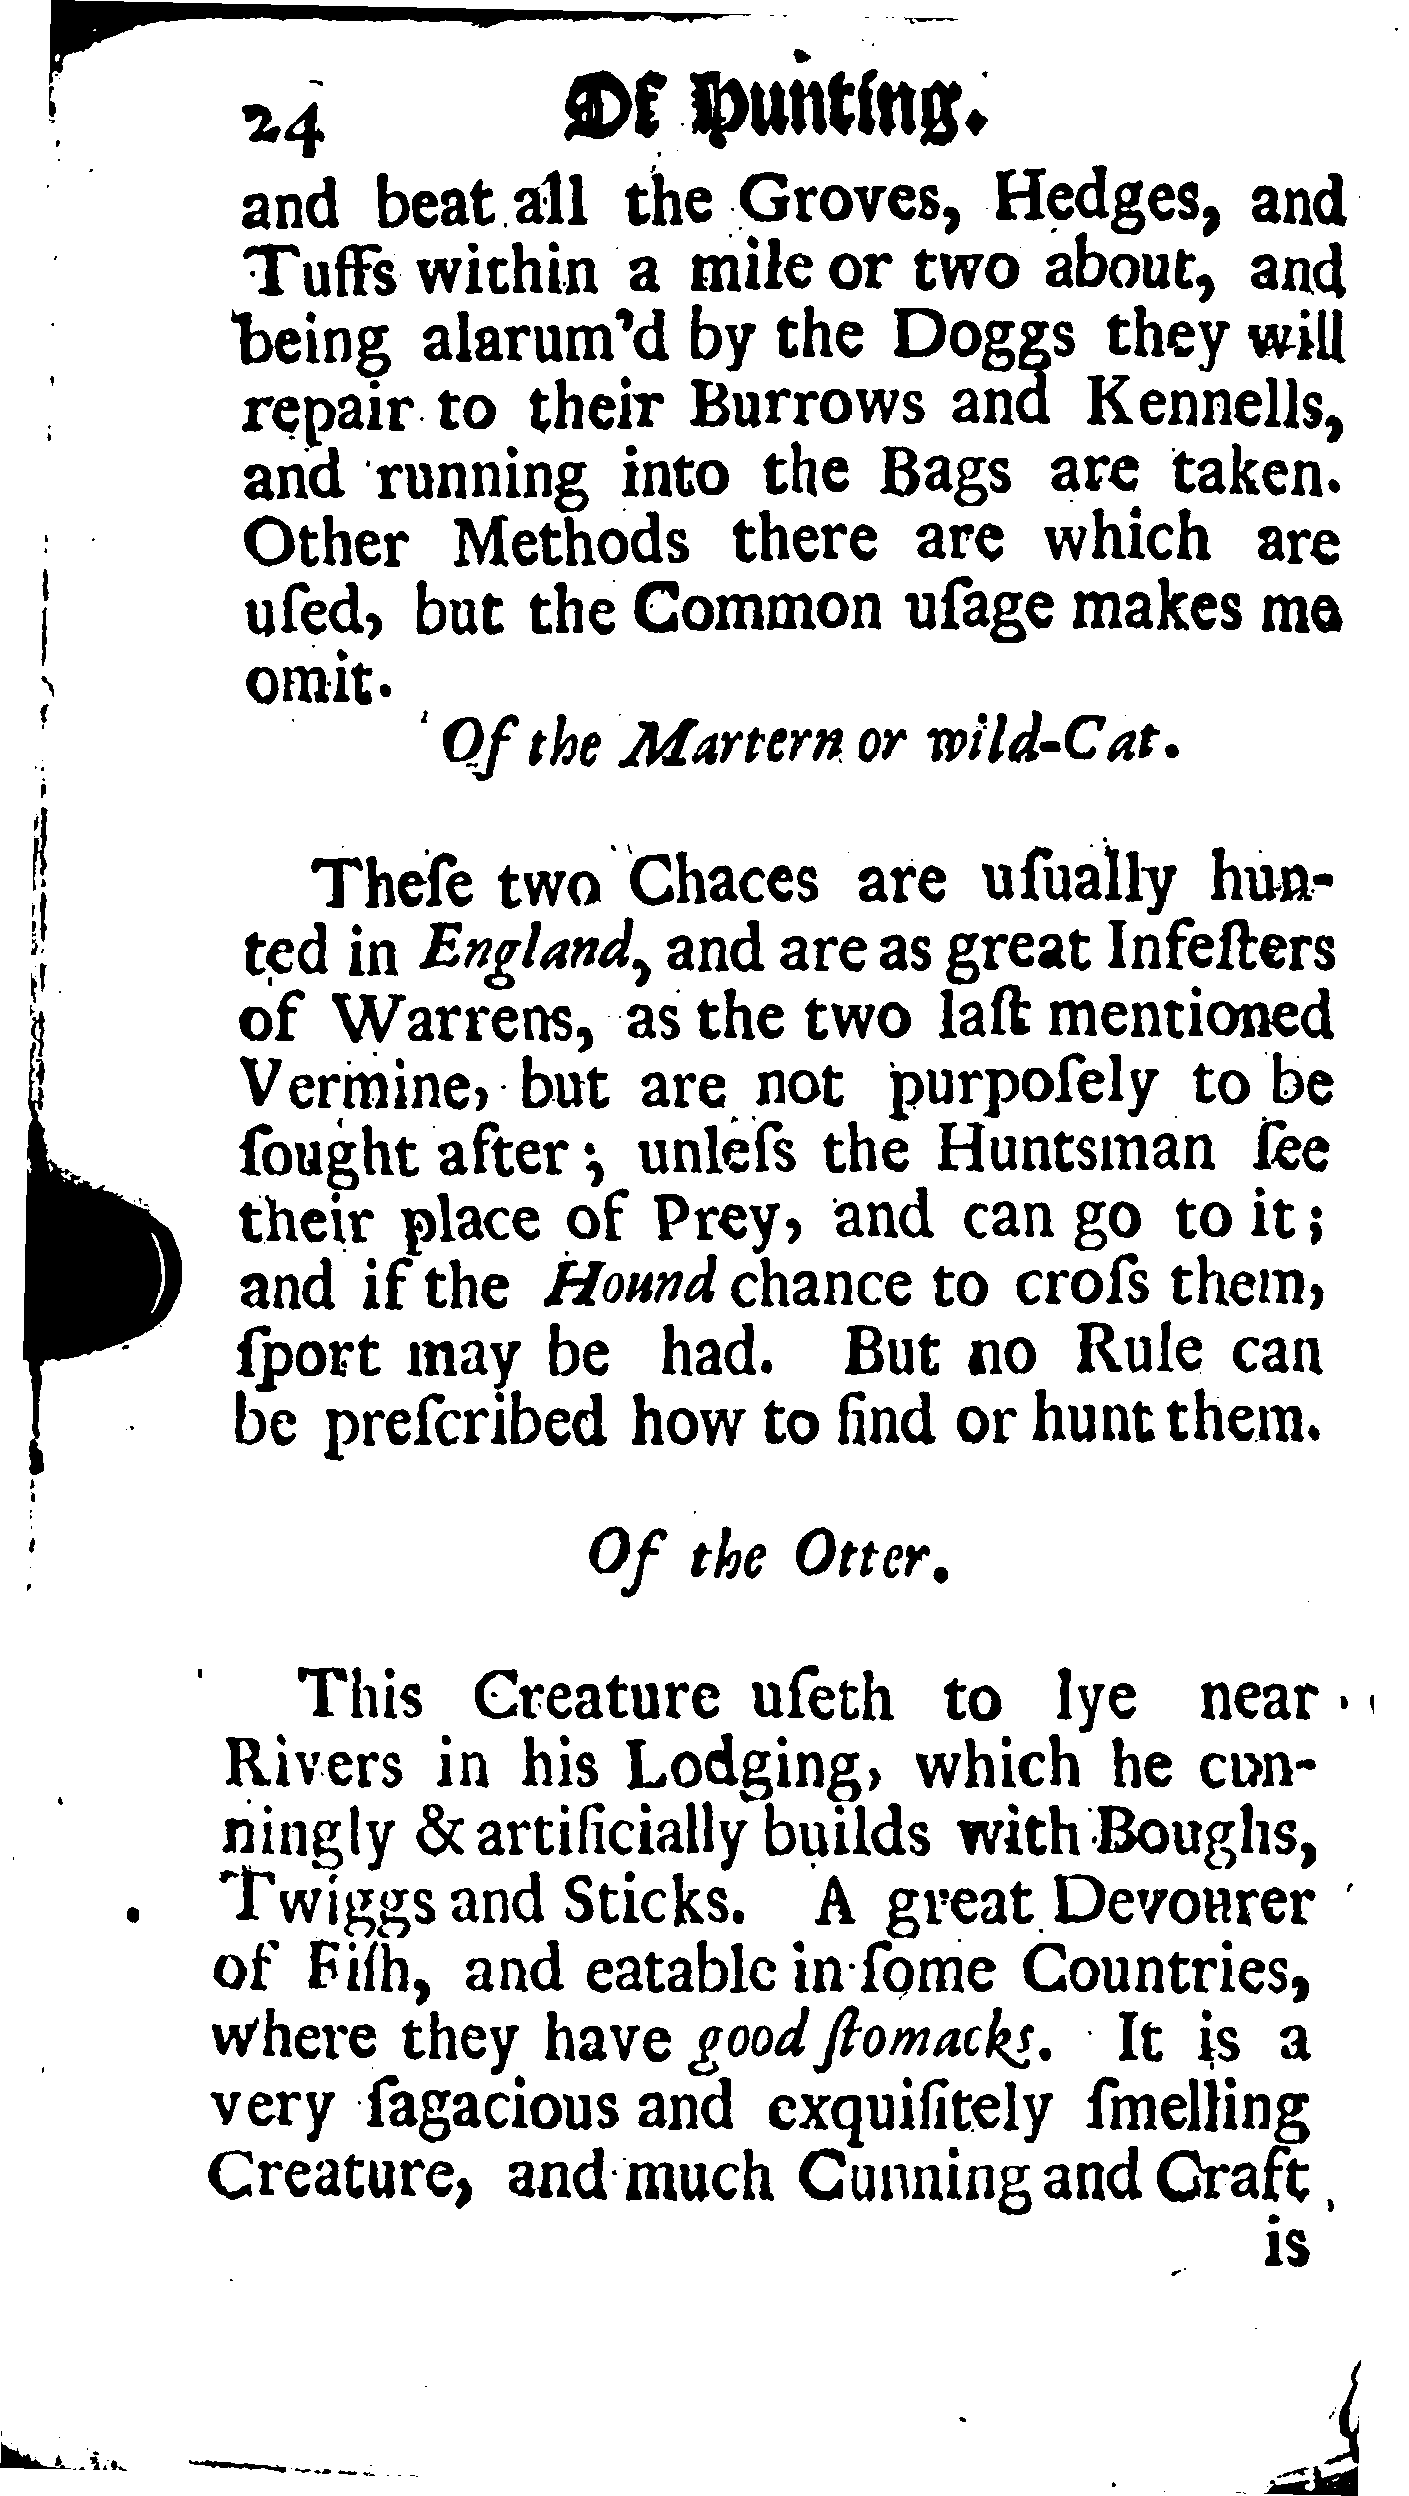 24 Of Hunting.
and beat all the Groves, Hedges, and
Tuffs within a mile or two about, and
being alarum'd by the Doggs they will
repair to their Burrows and Kennells,
and running into the Bags are taken.
Other Methods there are which are
uſed, but the Common uſage makes me
omit.
Of the Martern or wild-Cat.
Theſe two Chaces are uſually hun-
ted in England, and are as great Infeſters
of Warrens, as the two laſt mentioned
Vermine, but are not purpoſely to be
ſought after; unleſs the Huntsman ſee
their place of Prey, and can go to it;
and if the Hound chance to croſs them,
ſport may be had. But no Rule can
be preſcribed how to find or hunt them.
Of the Otter.
This Creature uſeth to lye near
Rivers in his Lodging, which he cun-
ningly & artificially builds with Boughs,
Twiggs and Sticks. A great Devourer
of Fiſh, and eatable in ſome Countries,
where they have good ſtomacks. It is a
very ſagacious and exquiſitely ſmelling
Creature, and much Cunning and Craft
is